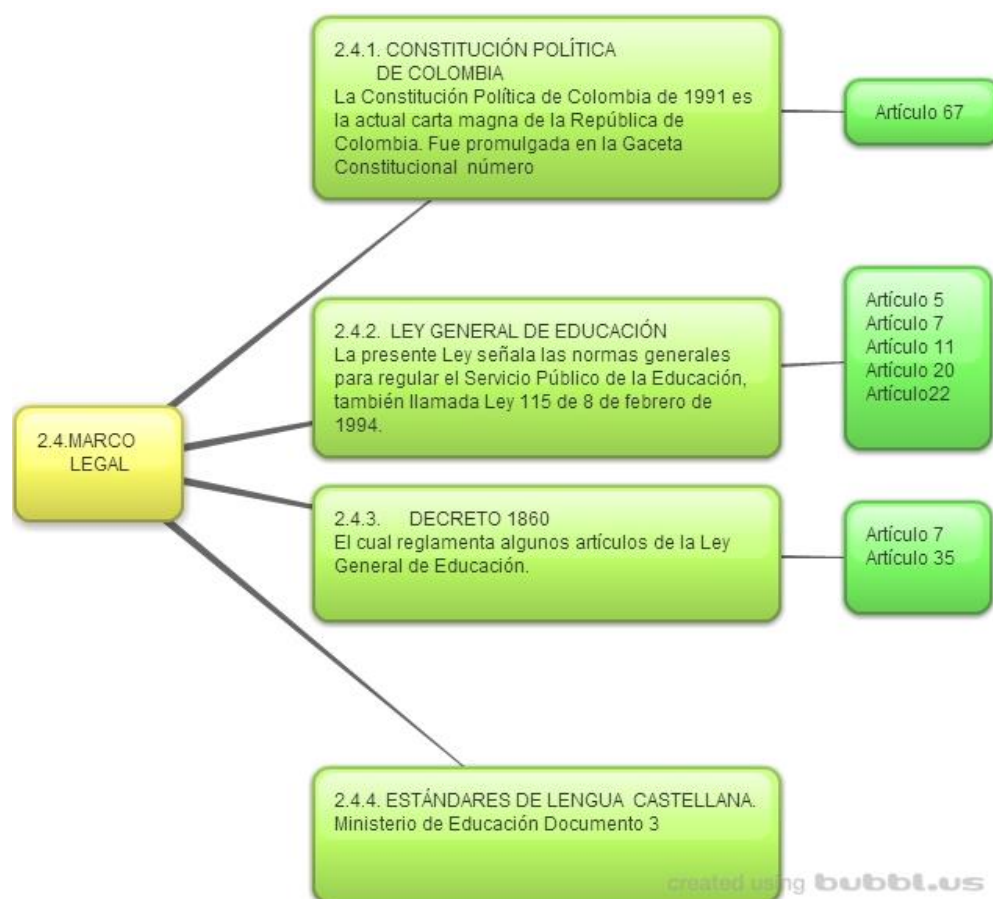 2.4.1. CONSTITUCIÓN POLÍTICA
DE COLOMBIA
La Constitución Política de Colombia de 1991 es
la actual carta magna de la República de
Colombia. Fue promulgada en la Gaceta
Constitucional número
Artículo 67
2.4.2. LEY GENERAL DE EDUCACIÓN
La presente Ley señala las normas generales
para regular el Servicio Público de la Educación,
también llamada Ley 115 de 8 de febrero de
1994.
Artículo 5
Artículo 7
Artículo 11
Artículo 20
Artículo22
2.4.MARCO
LEGAL
2.4.3. DECRETO 1860
El cual reglamenta algunos artículos de la Ley
General de Educación.
Artículo 7
Artículo 35
2.4.4. ESTÁNDARES DE LENGUA CASTELLANA.
Ministerio de Educación Documento 3
created using bubbl.us